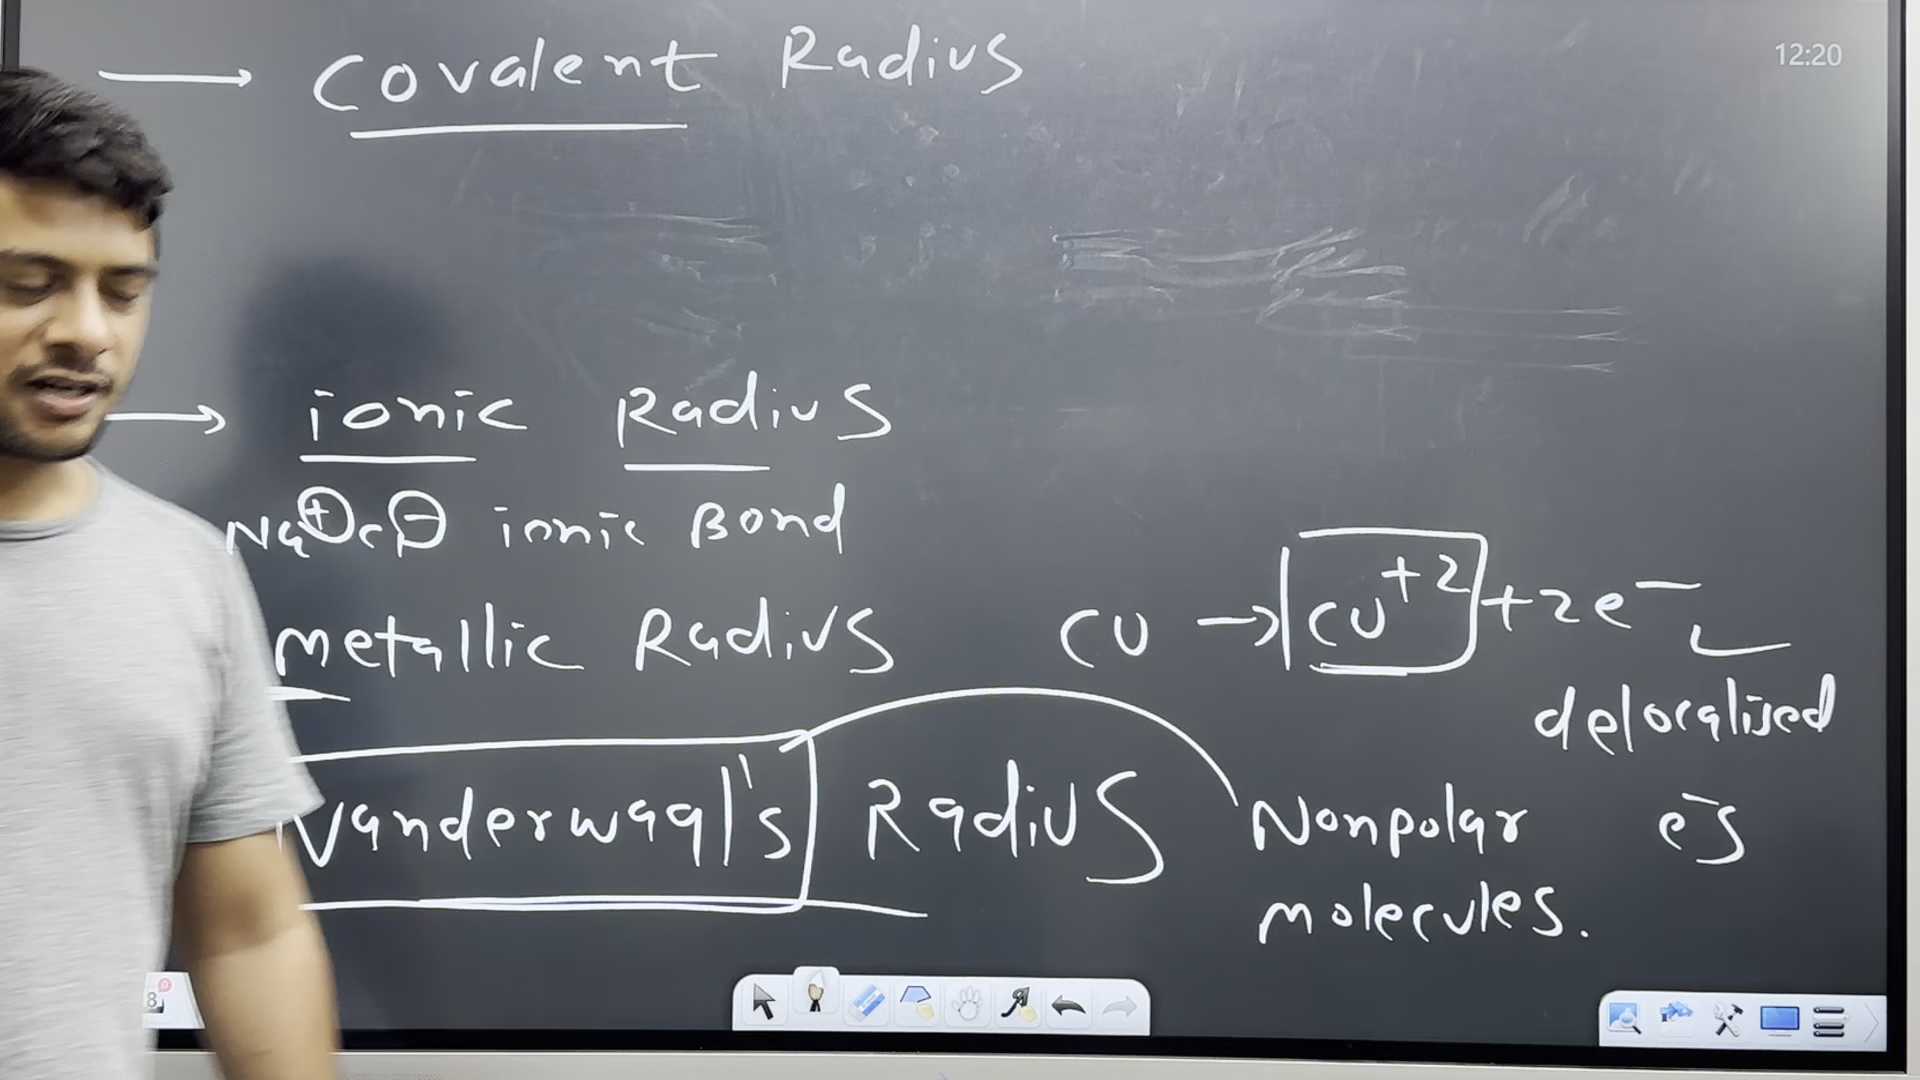 12:20
⟶ Covalent Radius
⟶ ionic Radius
Na⊕Cl⊖ ionic Bond
metallic Radius
Cu → Cu⁺² + 2e⁻
delocalised
e⁻s
Vanderwaal's Radius
Nonpolar
molecules.
8